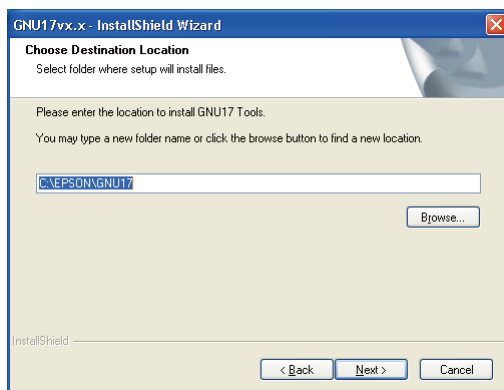 GNU17vx.x - InstallShield Wizard
Choose Destination Location
Select folder where setup will install files.
Please enter the location to install GNU17 Tools.
You may type a new folder name or click the browse button to find a new location.
C:\EPSON\GNU17
Browse...
InstallShield
< Back
Next >
Cancel